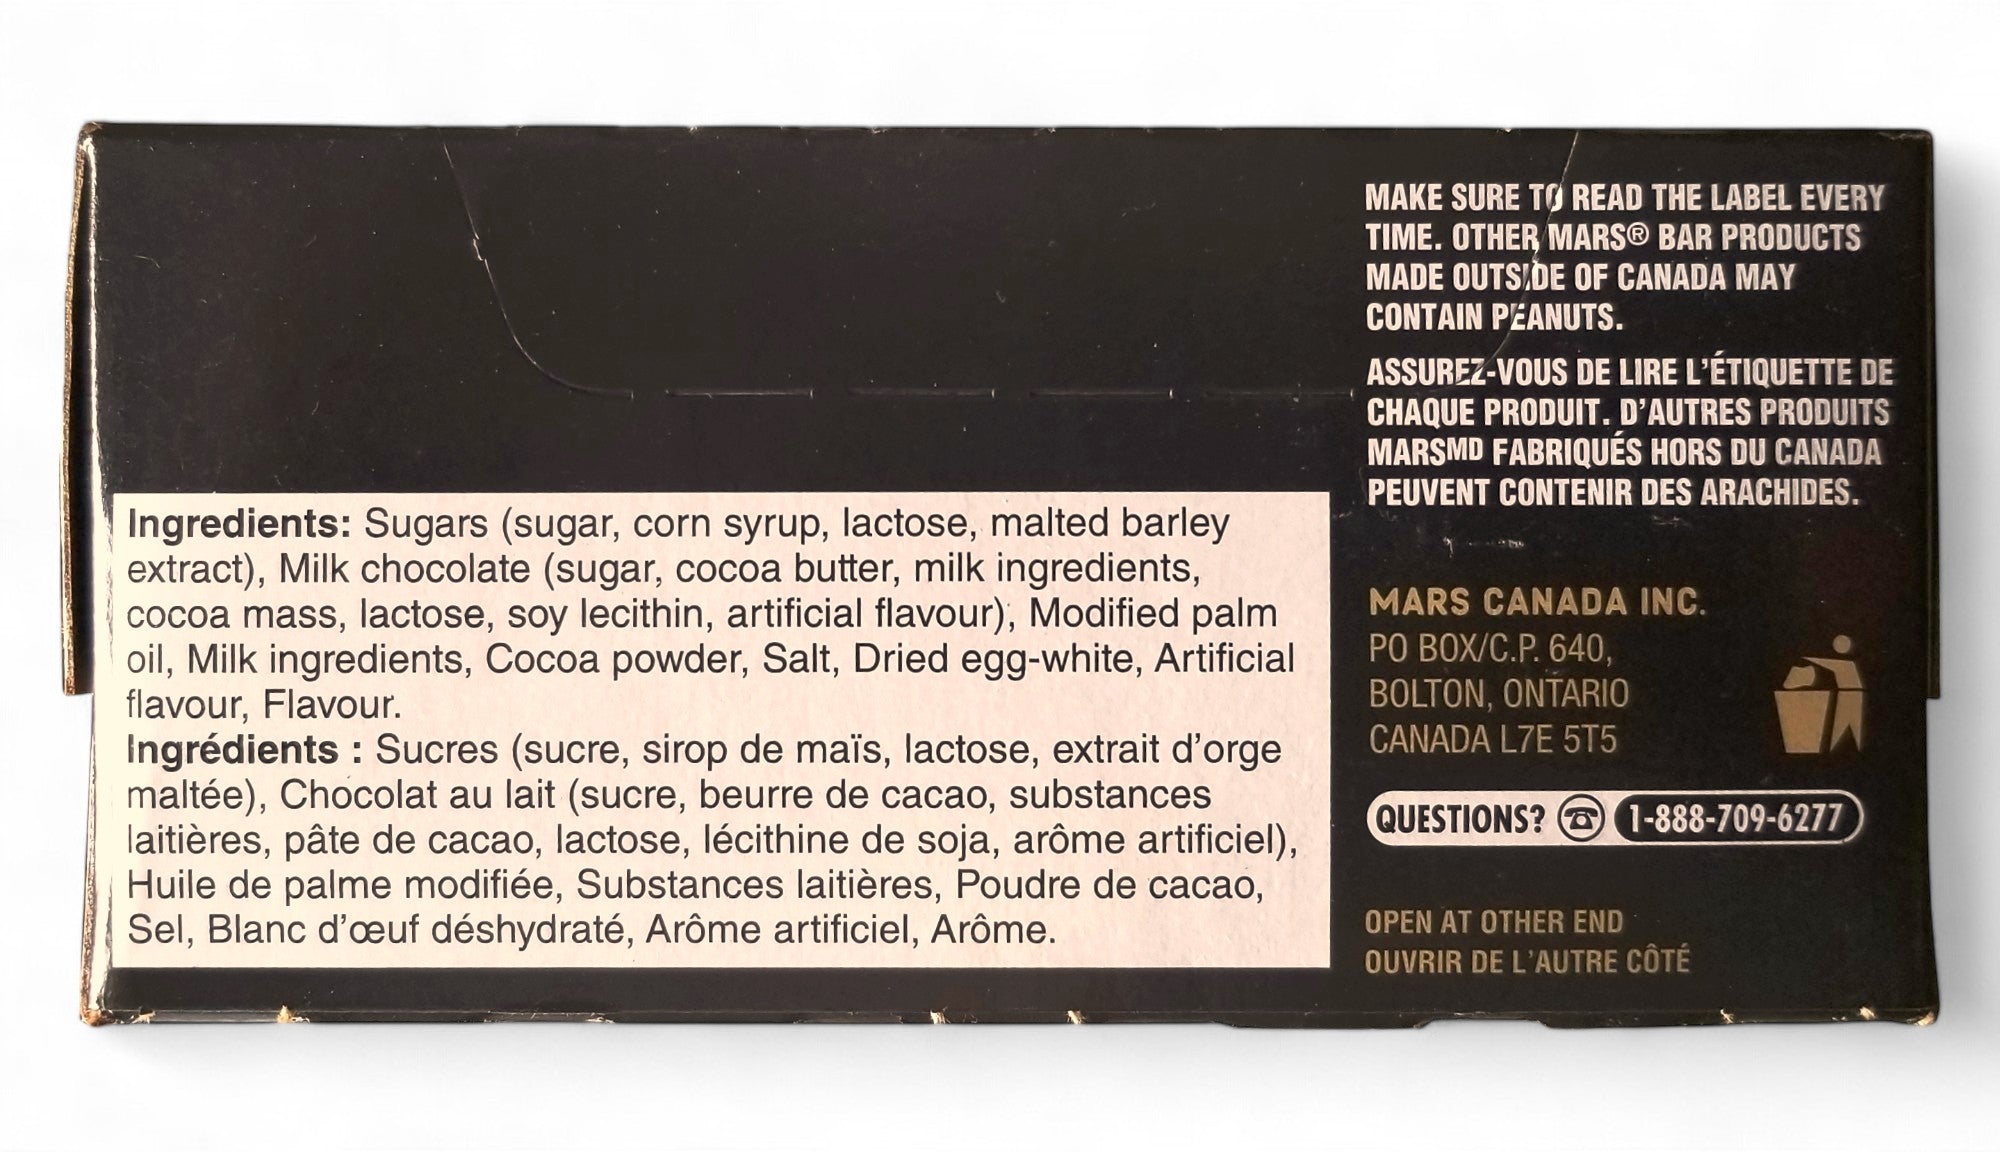 Ingredients: Sugars (sugar, corn syrup, lactose, malted barley
extract), Milk chocolate (sugar, cocoa butter, milk ingredients,
cocoa mass, lactose, soy lecithin, artificial flavour), Modified palm
oil, Milk ingredients, Cocoa powder, Salt, Dried egg-white, Artificial
flavour, Flavour.
Ingrédients : Sucres (sucre, sirop de maïs, lactose, extrait d'orge
maltée), Chocolat au lait (sucre, beurre de cacao, substances
laitières, pâte de cacao, lactose, lécithine de soja, arôme artificiel),
Huile de palme modifiée, Substances laitières, Poudre de cacao,
Sel, Blanc d'œuf déshydraté, Arôme artificiel, Arôme.
MAKE SURE TO READ THE LABEL EVERY
TIME. OTHER MARS® BAR PRODUCTS
MADE OUTSIDE OF CANADA MAY
CONTAIN PEANUTS.
ASSUREZ-VOUS DE LIRE L'ÉTIQUETTE DE
CHAQUE PRODUIT. D'AUTRES PRODUITS
MARSMD FABRIQUÉS HORS DU CANADA
PEUVENT CONTENIR DES ARACHIDES.
MARS CANADA INC.
PO BOX/C.P. 640,
BOLTON, ONTARIO
CANADA L7E 5T5
QUESTIONS? 1-888-709-6277
OPEN AT OTHER END
OUVRIR DE L'AUTRE CÔTÉ